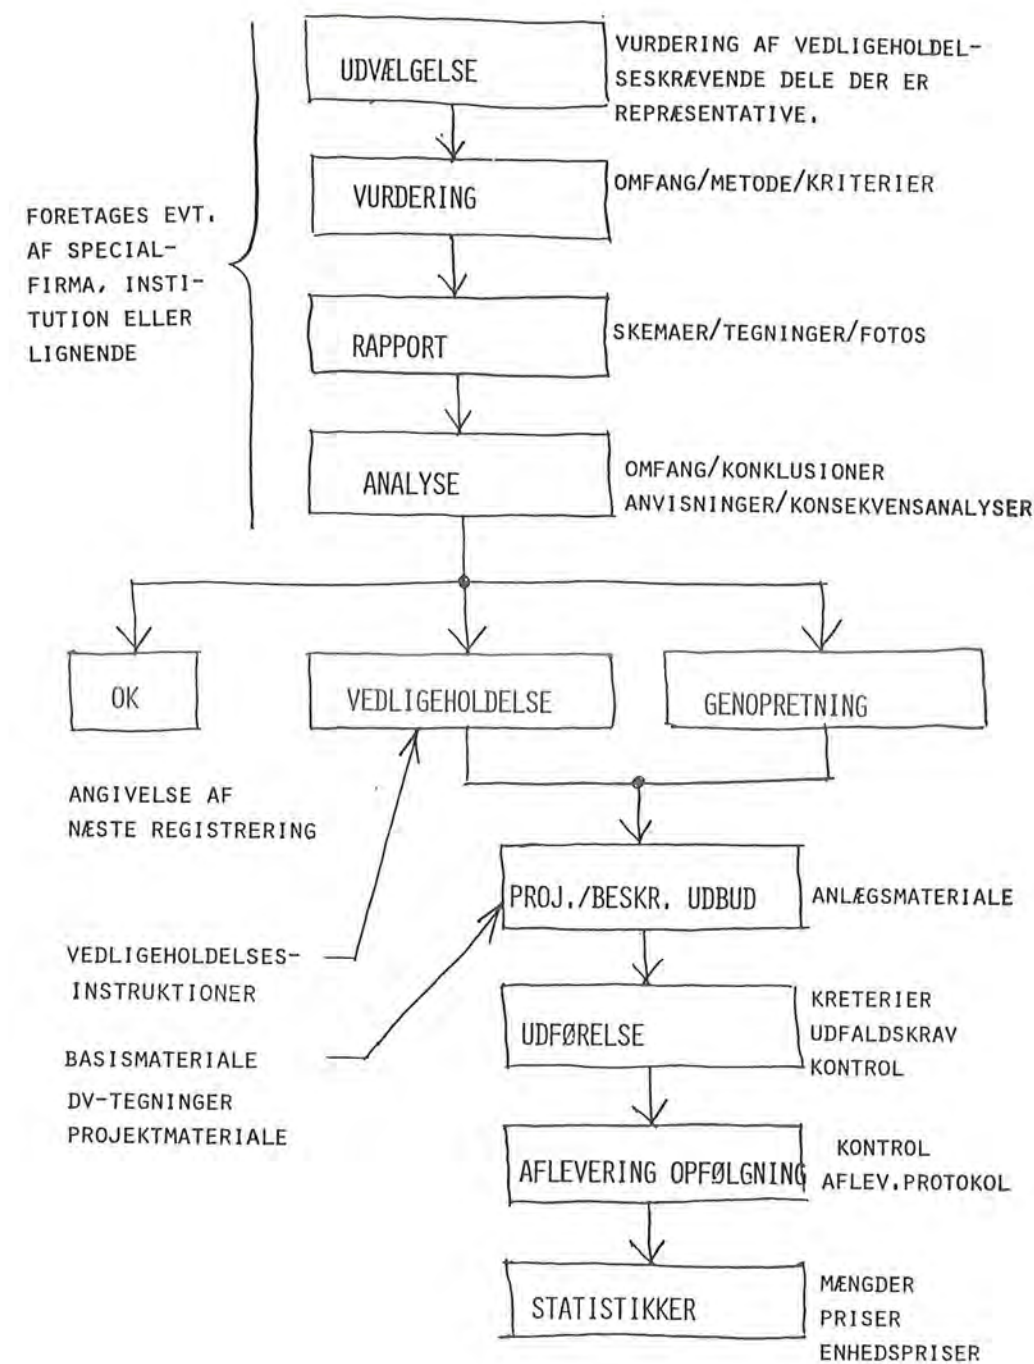 UDVÆLGELSE
VURDERING AF VEDLIGEHOLDEL-
SESKRÆVENDE DELE DER ER
REPRÆSENTATIVE.
VURDERING
OMFANG/METODE/KRITERIER
FORETAGES EVT.
AF SPECIAL-
FIRMA, INSTI-
TUTION ELLER
LIGNENDE
RAPPORT
SKEMAER/TEGNINGER/FOTOS
ANALYSE
OMFANG/KONKLUSIONER
ANVISNINGER/KONSEKVENSANALYSER
OK
VEDLIGEHOLDELSE
GENOPRETNING
ANGIVELSE AF
NÆSTE REGISTRERING
PROJ./BESKR. UDBUD
ANLÆGSMATERIALE
VEDLIGEHOLDELSES-
INSTRUKTIONER
UDFØRELSE
KRETERIER
UDFALDSKRAV
KONTROL
BASISMATERIALE
DV-TEGNINGER
PROJEKTMATERIALE
AFLEVERING OPFØLGNING
KONTROL
AFLEV.PROTOKOL
STATISTIKKER
MÆNGDER
PRISER
ENHEDSPRISER